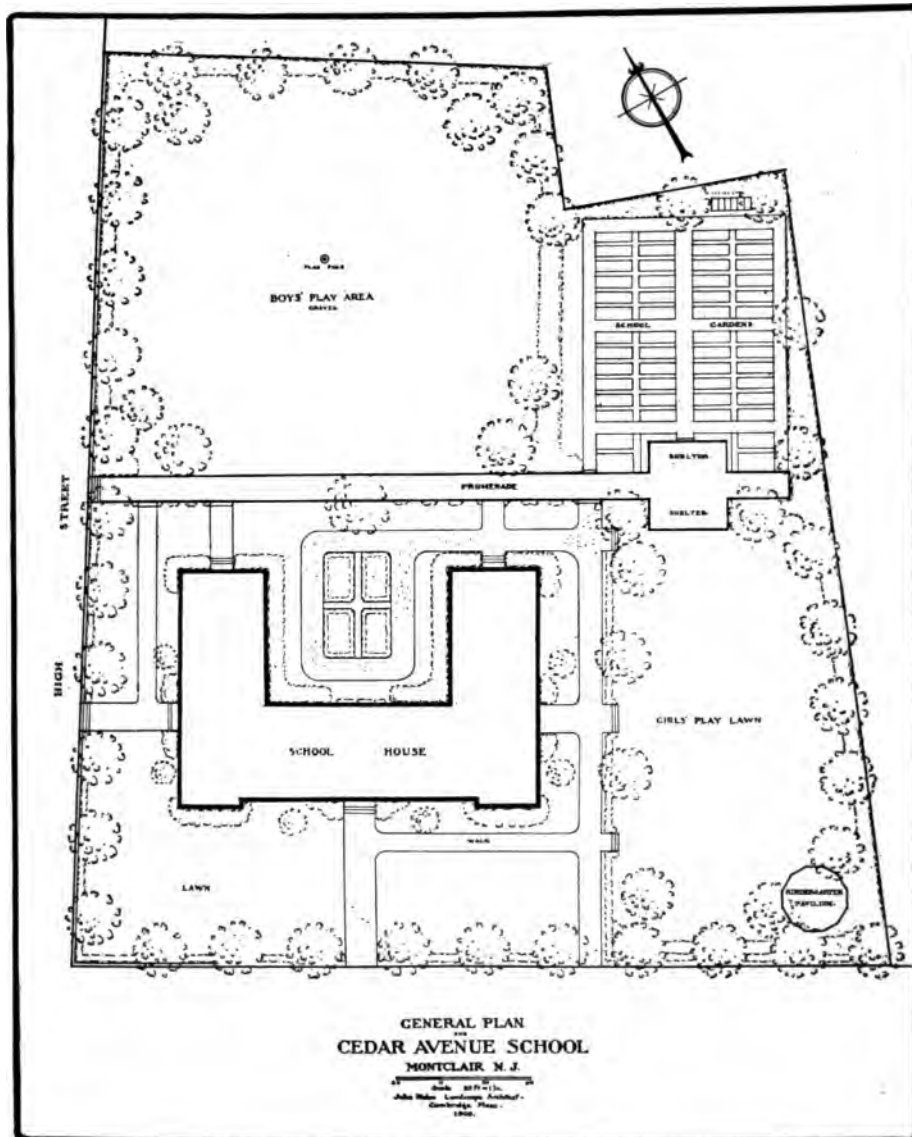 FLAG POLE
BOYS' PLAY AREA
GRAVEL
SCHOOL GARDENS
SHELTER
PROMENADE
SHELTER
HIGH STREET
SCHOOL HOUSE
GIRLS' PLAY LAWN
WALK
LAWN
KINDERGARTEN
PAVILION
GENERAL PLAN
FOR
CEDAR AVENUE SCHOOL
MONTCLAIR N. J.
Landscape Architect
Cambridge, Mass.